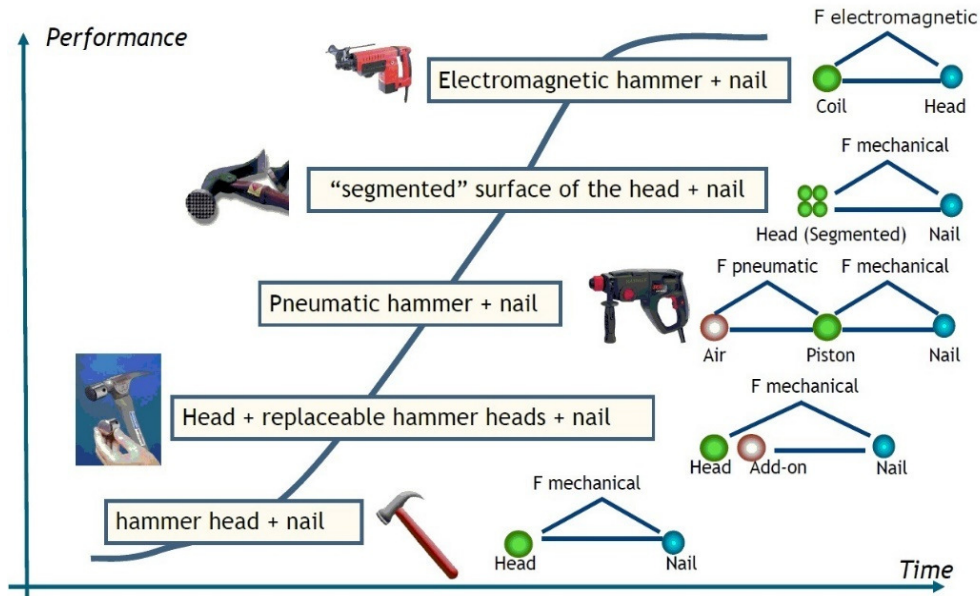 Performance
F electromagnetic
Electromagnetic hammer + nail
Coil
Head
F mechanical
“segmented” surface of the head + nail
Head (Segmented)
Nail
F pneumatic
F mechanical
Pneumatic hammer + nail
Air
Piston
Nail
F mechanical
Head + replaceable hammer heads + nail
Head
Add-on
Nail
F mechanical
hammer head + nail
Head
Nail
Time